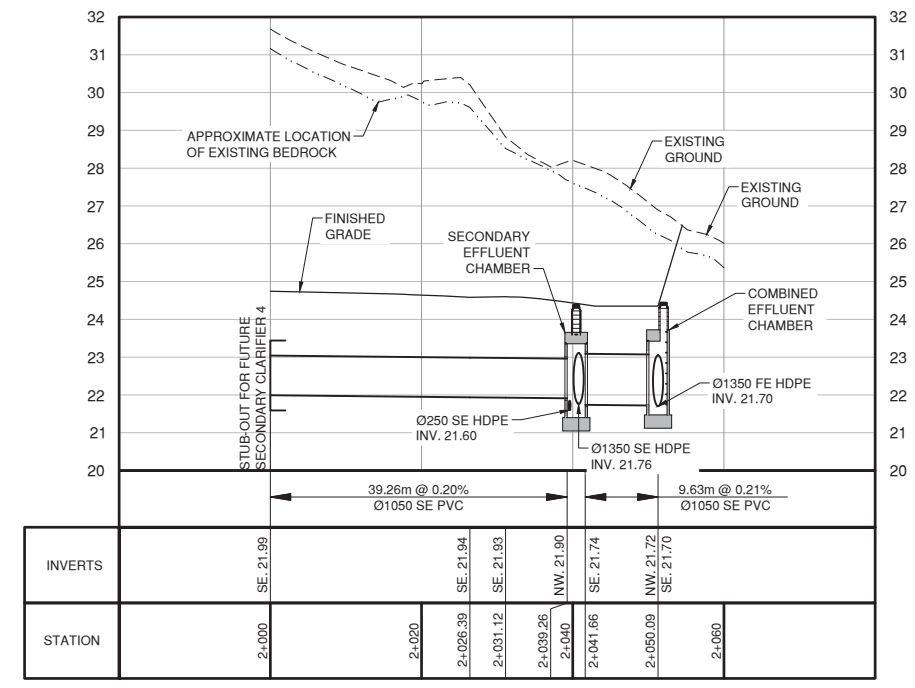 32
31
30
29
28
27
26
25
24
23
22
21
20
32
31
30
29
28
27
26
25
24
23
22
21
20
APPROXIMATE LOCATION
OF EXISTING BEDROCK
EXISTING
GROUND
EXISTING
GROUND
FINISHED
GRADE
SECONDARY
EFFLUENT
CHAMBER
COMBINED
EFFLUENT
CHAMBER
STUB-OUT FOR FUTURE
SECONDARY CLARIFIER 4
Ø250 SE HDPE
INV. 21.60
Ø1350 SE HDPE
INV. 21.76
Ø1350 FE HDPE
INV. 21.70
39.26m @ 0.20%
Ø1050 SE PVC
9.63m @ 0.21%
Ø1050 SE PVC
INVERTS
SE. 21.99
SE. 21.94
SE. 21.93
NW. 21.90
SE. 21.74
NW. 21.72
SE. 21.70
STATION
2+000
2+020
2+026.39
2+031.12
2+039.26
2+040
2+041.66
2+050.09
2+060